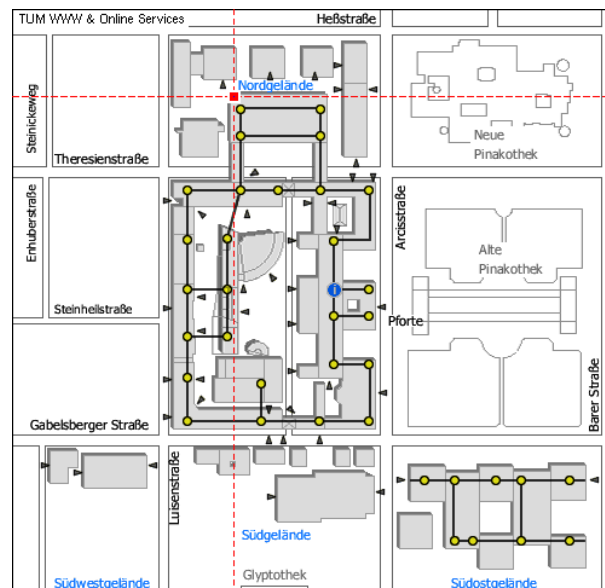 TUM WWW & Online Services
Heßstraße
Nordgelände
Steinickeweg
Theresienstraße
Neue
Pinakothek
Enhuberstraße
Arcisstraße
Alte
Pinakothek
Steinheilstraße
i
Pforte
Barer Straße
Gabelsberger Straße
Luisenstraße
Südgelände
Glyptothek
Südwestgelände
Südostgelände